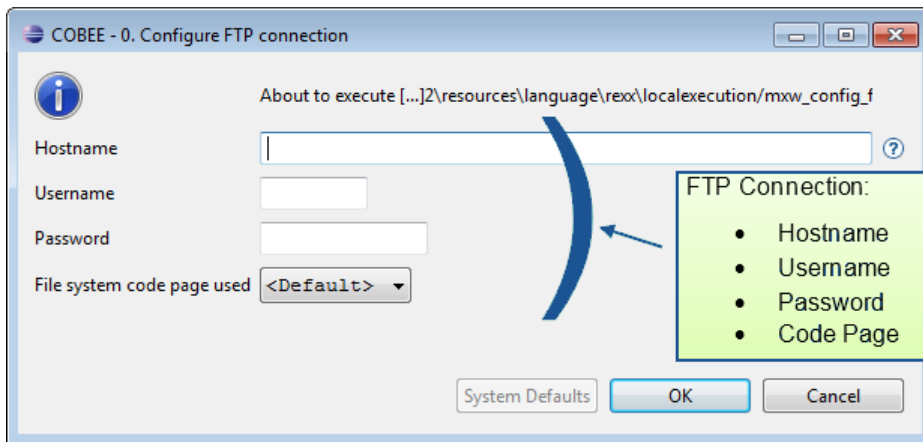 COBEE - 0. Configure FTP connection
About to execute [...]2\resources\language\rexx\localexecution/mxw_config_f
Hostname
?
Username
Password
File system code page used <Default>
FTP Connection:
• Hostname
• Username
• Password
• Code Page
System Defaults OK Cancel